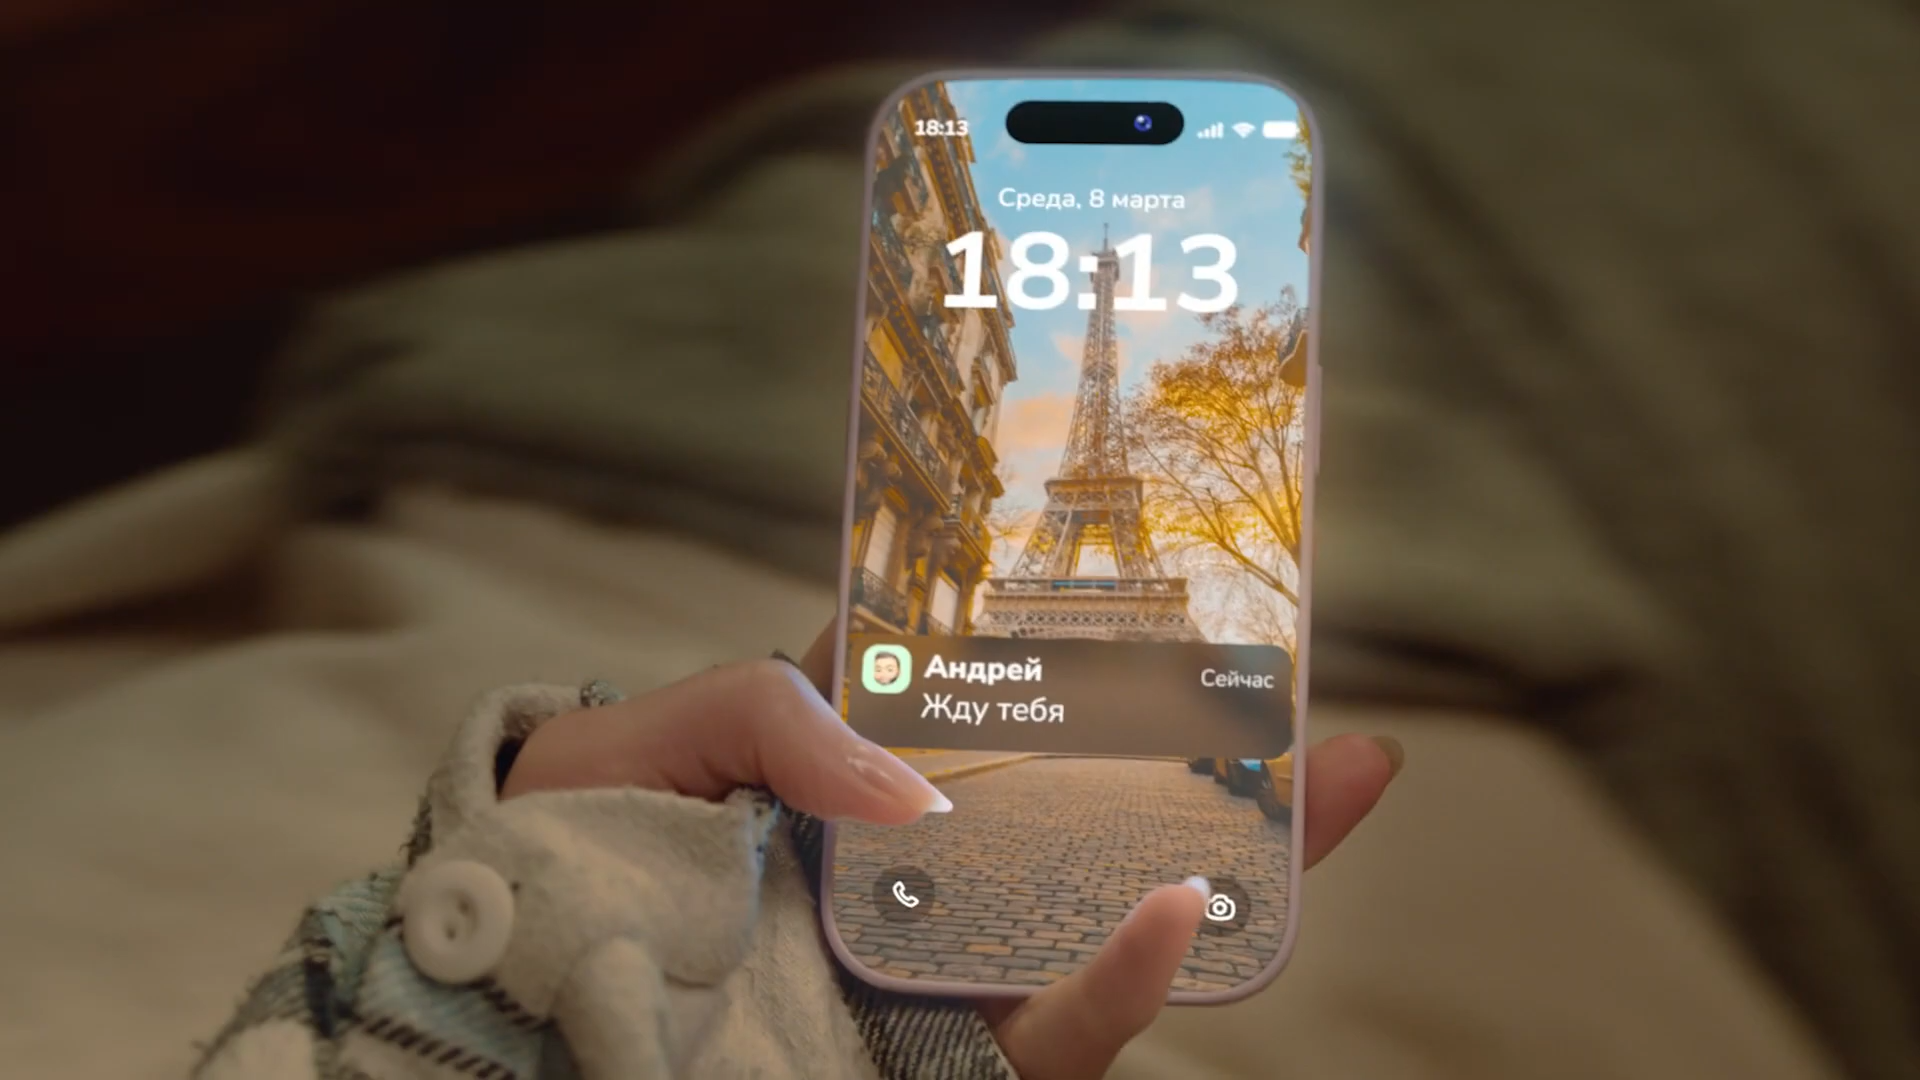 18:13
Среда, 8 марта
18:13
Андрей
Сейчас
Жду тебя